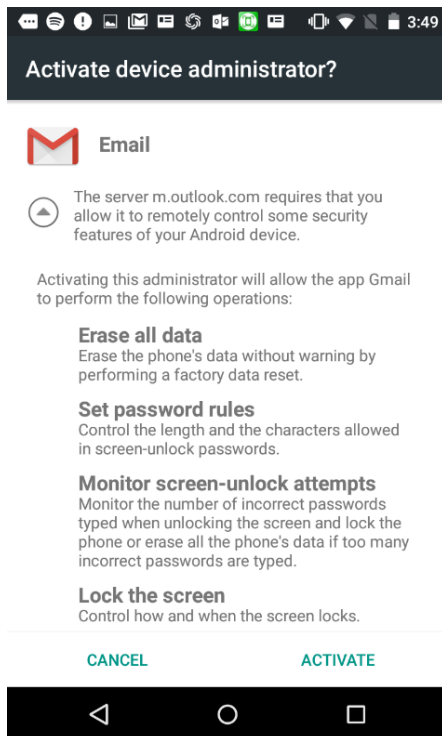 3:49
Activate device administrator?
Email
The server m.outlook.com requires that you
allow it to remotely control some security
features of your Android device.
Activating this administrator will allow the app Gmail
to perform the following operations:
Erase all data
Erase the phone's data without warning by
performing a factory data reset.
Set password rules
Control the length and the characters allowed
in screen-unlock passwords.
Monitor screen-unlock attempts
Monitor the number of incorrect passwords
typed when unlocking the screen and lock the
phone or erase all the phone's data if too many
incorrect passwords are typed.
Lock the screen
Control how and when the screen locks.
CANCEL ACTIVATE